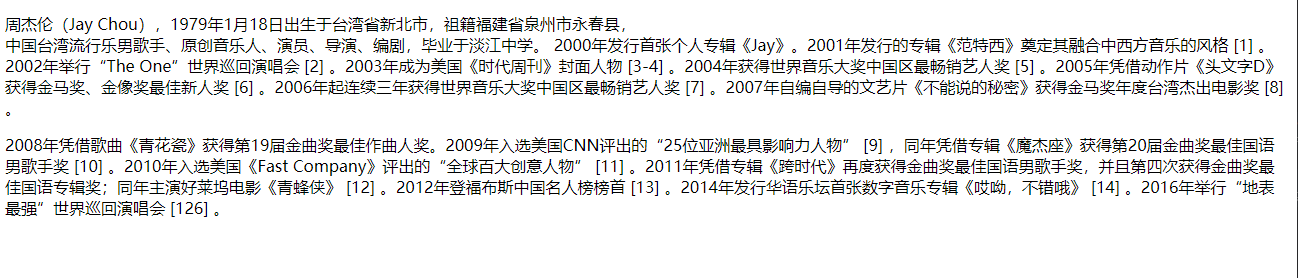 周杰伦（Jay Chou），1979年1月18日出生于台湾省新北市，祖籍福建省泉州市永春县，
中国台湾流行乐男歌手、原创音乐人、演员、导演、编剧，毕业于淡江中学。 2000年发行首张个人专辑《Jay》。2001年发行的专辑《范特西》奠定其融合中西方音乐的风格 [1] 。
2002年举行“The One”世界巡回演唱会 [2] 。2003年成为美国《时代周刊》封面人物 [3-4] 。2004年获得世界音乐大奖中国区最畅销艺人奖 [5] 。2005年凭借动作片《头文字D》
获得金马奖、金像奖最佳新人奖 [6] 。2006年起连续三年获得世界音乐大奖中国区最畅销艺人奖 [7] 。2007年自编自导的文艺片《不能说的秘密》获得金马奖年度台湾杰出电影奖 [8]
。
2008年凭借歌曲《青花瓷》获得第19届金曲奖最佳作曲人奖。2009年入选美国CNN评出的“25位亚洲最具影响力人物” [9] ，同年凭借专辑《魔杰座》获得第20届金曲奖最佳国语
男歌手奖 [10] 。2010年入选美国《Fast Company》评出的“全球百大创意人物” [11] 。2011年凭借专辑《跨时代》再度获得金曲奖最佳国语男歌手奖，并且第四次获得金曲奖最
佳国语专辑奖；同年主演好莱坞电影《青蜂侠》 [12] 。2012年登福布斯中国名人榜榜首 [13] 。2014年发行华语乐坛首张数字音乐专辑《哎呦，不错哦》 [14] 。2016年举行“地表
最强”世界巡回演唱会 [126] 。